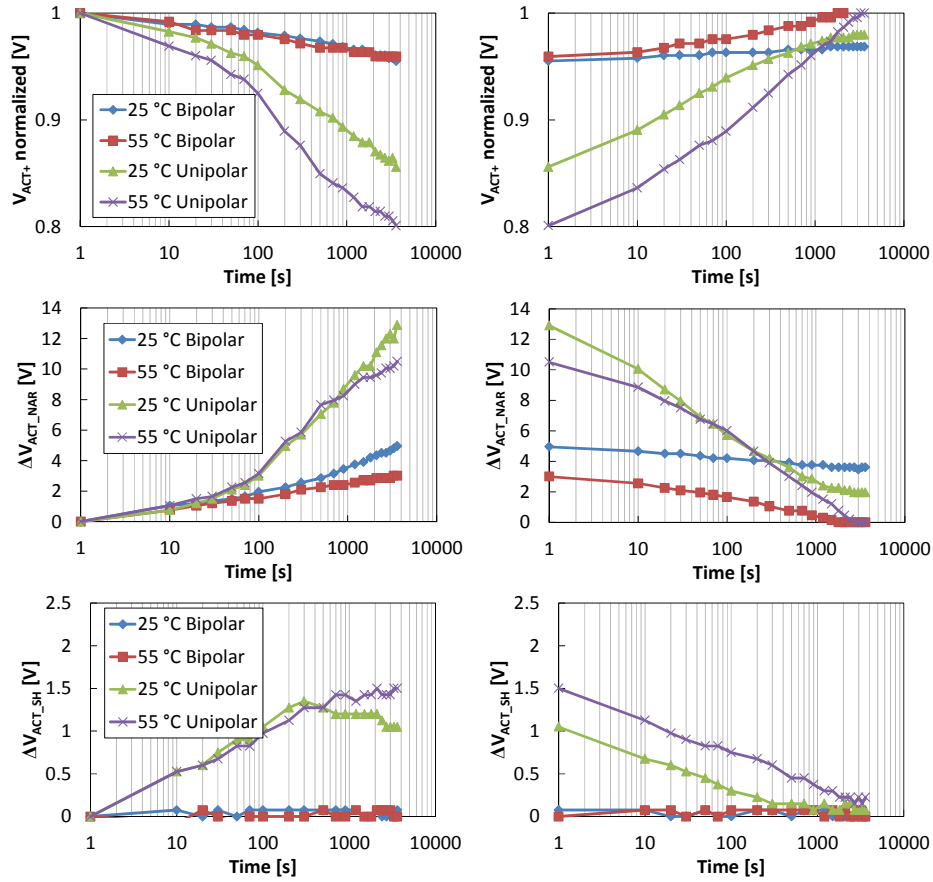 V_ACT+ normalized [V]
1
0.9
0.8
25 °C Bipolar
55 °C Bipolar
25 °C Unipolar
55 °C Unipolar
1 10 100 1000 10000
Time [s]
V_ACT+ normalized [V]
1
0.9
0.8
1 10 100 1000 10000
Time [s]
ΔV_ACT_NAR [V]
14
12
10
8
6
4
2
0
25 °C Bipolar
55 °C Bipolar
25 °C Unipolar
55 °C Unipolar
1 10 100 1000 10000
Time [s]
ΔV_ACT_NAR [V]
14
12
10
8
6
4
2
0
1 10 100 1000 10000
Time [s]
ΔV_ACT_SH [V]
2.5
2
1.5
1
0.5
0
25 °C Bipolar
55 °C Bipolar
25 °C Unipolar
55 °C Unipolar
1 10 100 1000 10000
Time [s]
ΔV_ACT_SH [V]
2.5
2
1.5
1
0.5
0
1 10 100 1000 10000
Time [s]